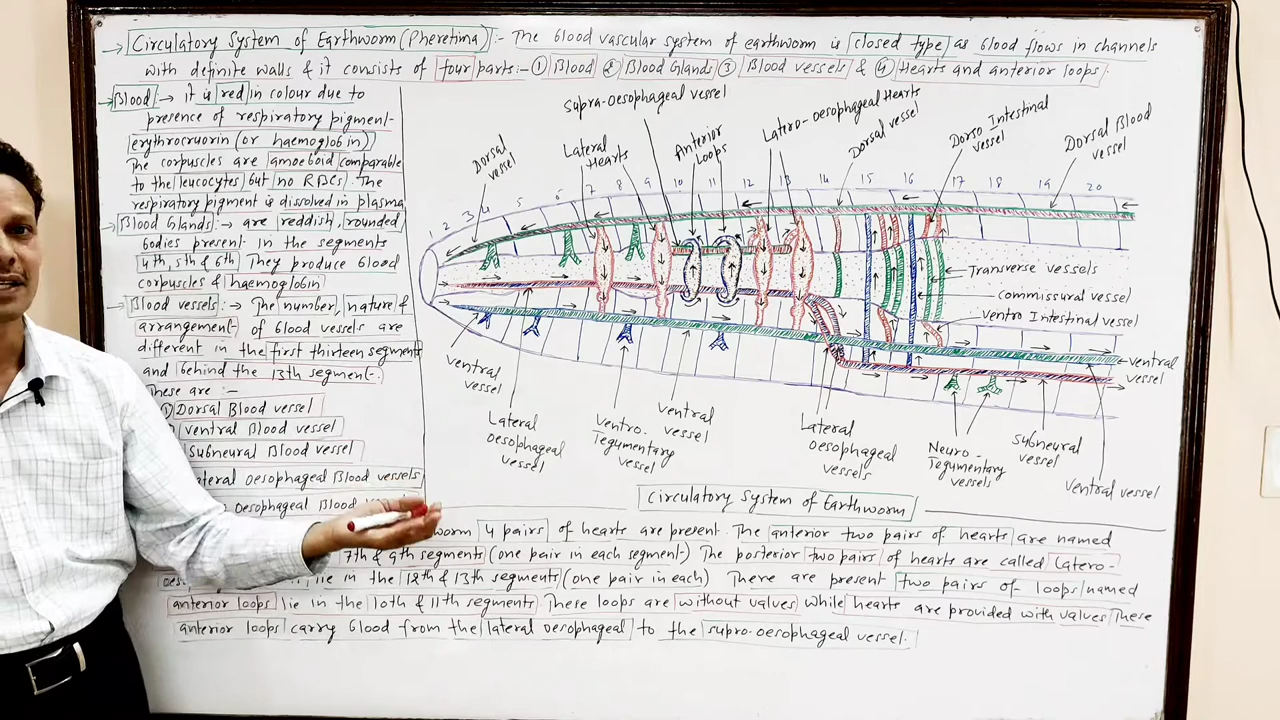 → Circulatory System of Earthworm (Pheretima) :- The blood vascular system of earthworm is closed type as blood flows in channels
with definite walls & it consists of four parts:- ① Blood ② Blood Glands ③ Blood vessels & ④ Hearts and anterior loops.
→ Blood :→ it is red in colour due to
presence of respiratory pigment-
erythrocruorin (or haemoglobin)
The corpuscles are amoeboid comparable
to the leucocytes but no RBCs). The
respiratory pigment is dissolved in plasma
→ Blood Glands :→ are reddish, rounded
bodies present in the segments
4th, 5th & 6th They produce blood
corpuscles & haemoglobin
→ Blood vessels :→ The number, nature &
arrangement- of blood vessels are
different in the first thirteen segments
and behind the 13th segment-.
These are :-
① Dorsal Blood vessel
ventral Blood vessel
Subneural Blood vessel
ateral oesophageal Blood vessels
oesophageal Blood
Supra-oesophageal vessel
Dorsal
vessel
Lateral
Hearts
Anterior
Loops
Latero-oesophageal Hearts
Dorsal vessel
Dorso Intestinal
vessel
Dorsal Blood
vessel
1 2 3 4 5 6 7 8 9 10 11 12 13 14 15 16 17 18 19 20
Transverse vessels
commissural vessel
ventro Intestinal vessel
ventral
vessel
ventral
vessel
Lateral
oesophageal
vessel
Ventro-
Tegumentary
vessel
ventral
vessel
Lateral
oesophageal
vessels
Neuro-
Tegumentary
vessels
Subneural
vessel
ventral vessel
Circulatory System of Earthworm
worm 4 pairs of hearts are present. The anterior two pairs of hearts are named
7th & 9th segments (one pair in each segment-) The posterior two pairs of hearts are called Latero-
lie in the 12th & 13th segments (one pair in each) There are present two pairs of loops named
anterior loops lie in the 10th & 11th segments These loops are without valves while hearts are provided with valves These
anterior loops carry blood from the lateral oesophageal to the supro-oesophageal vessel.